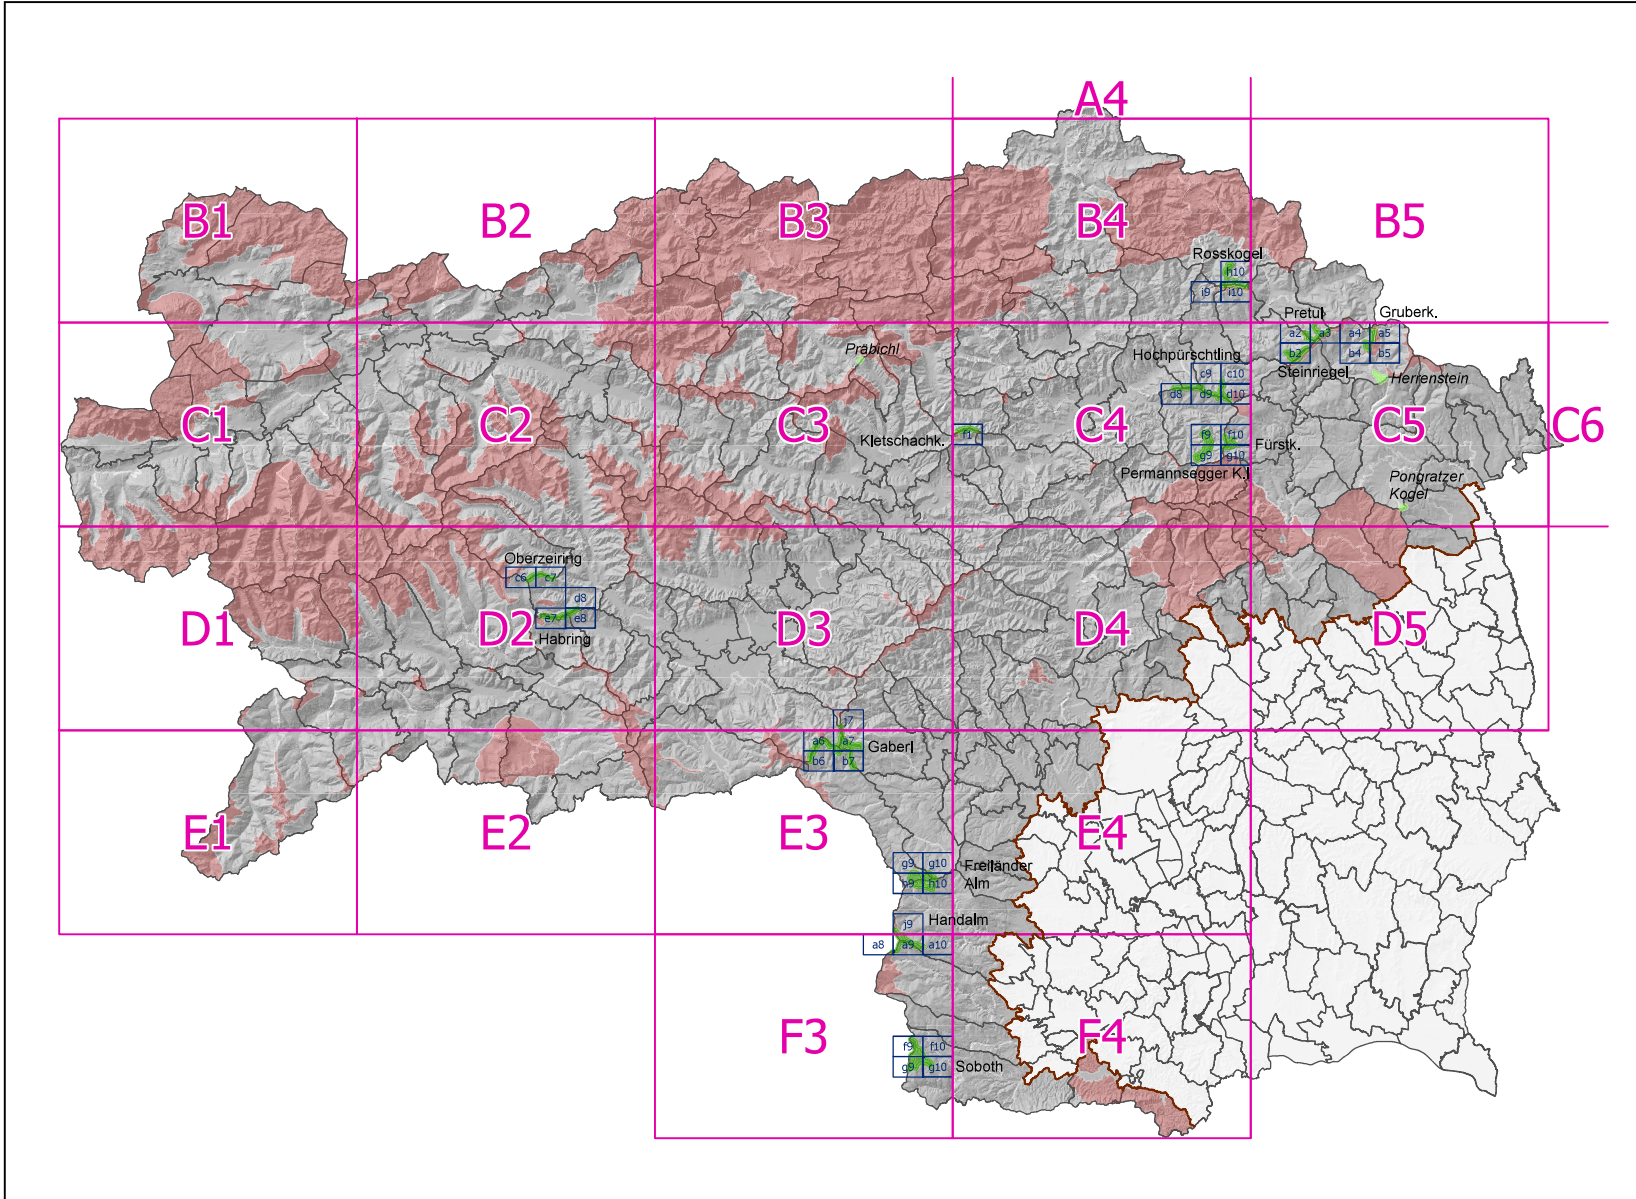 A4
B1
B2
B3
B4
B5
Rosskogel
h10
i9 i10
Pretul
Gruberk.
a2 a3 a4 a5
b2 b4 b5
Steinriegel
Herrenstein
Präbichl
Hochpürschtling
c9 c10
d8 d9 d10
C1
C2
C3
C4
C5
C6
Kletschachk.
f1
f9 f10
g9 g10
Fürstk.
Permannsegger K.
Pongratzer
Kogel
Oberzeiring
c6 c7
d8
e7 e8
Habring
D1
D2
D3
D4
D5
j7
a6 a7
b6 b7
Gaberl
E1
E2
E3
E4
g9 g10
h9 h10
Freiländer
Alm
j9
Handalm
a8 a9 a10
F3
F4
f9 f10
g9 g10
Soboth